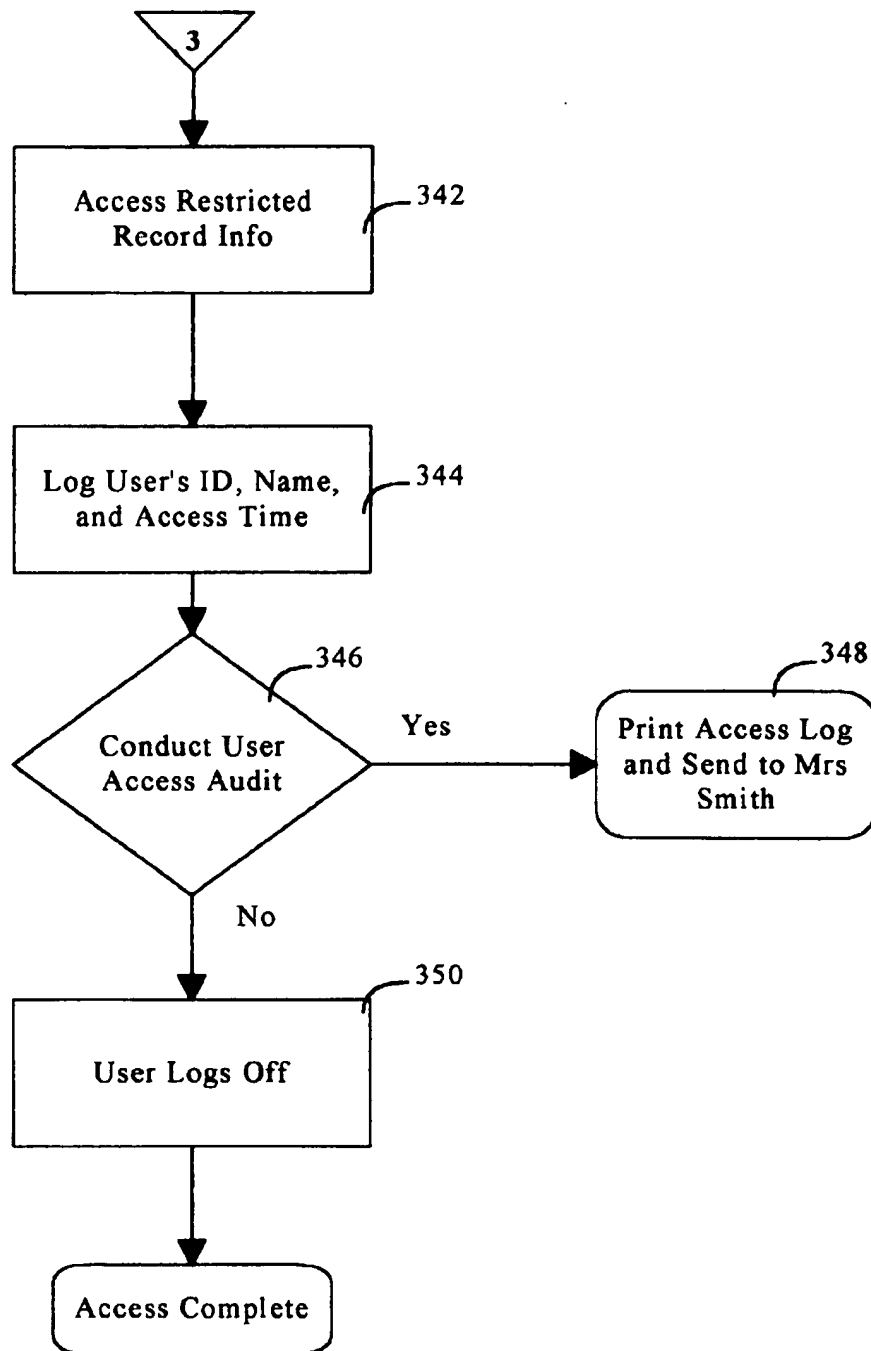 3
Access Restricted
Record Info
342
Log User's ID, Name,
and Access Time
344
346
Conduct User
Access Audit
Yes
348
Print Access Log
and Send to Mrs
Smith
No
350
User Logs Off
Access Complete